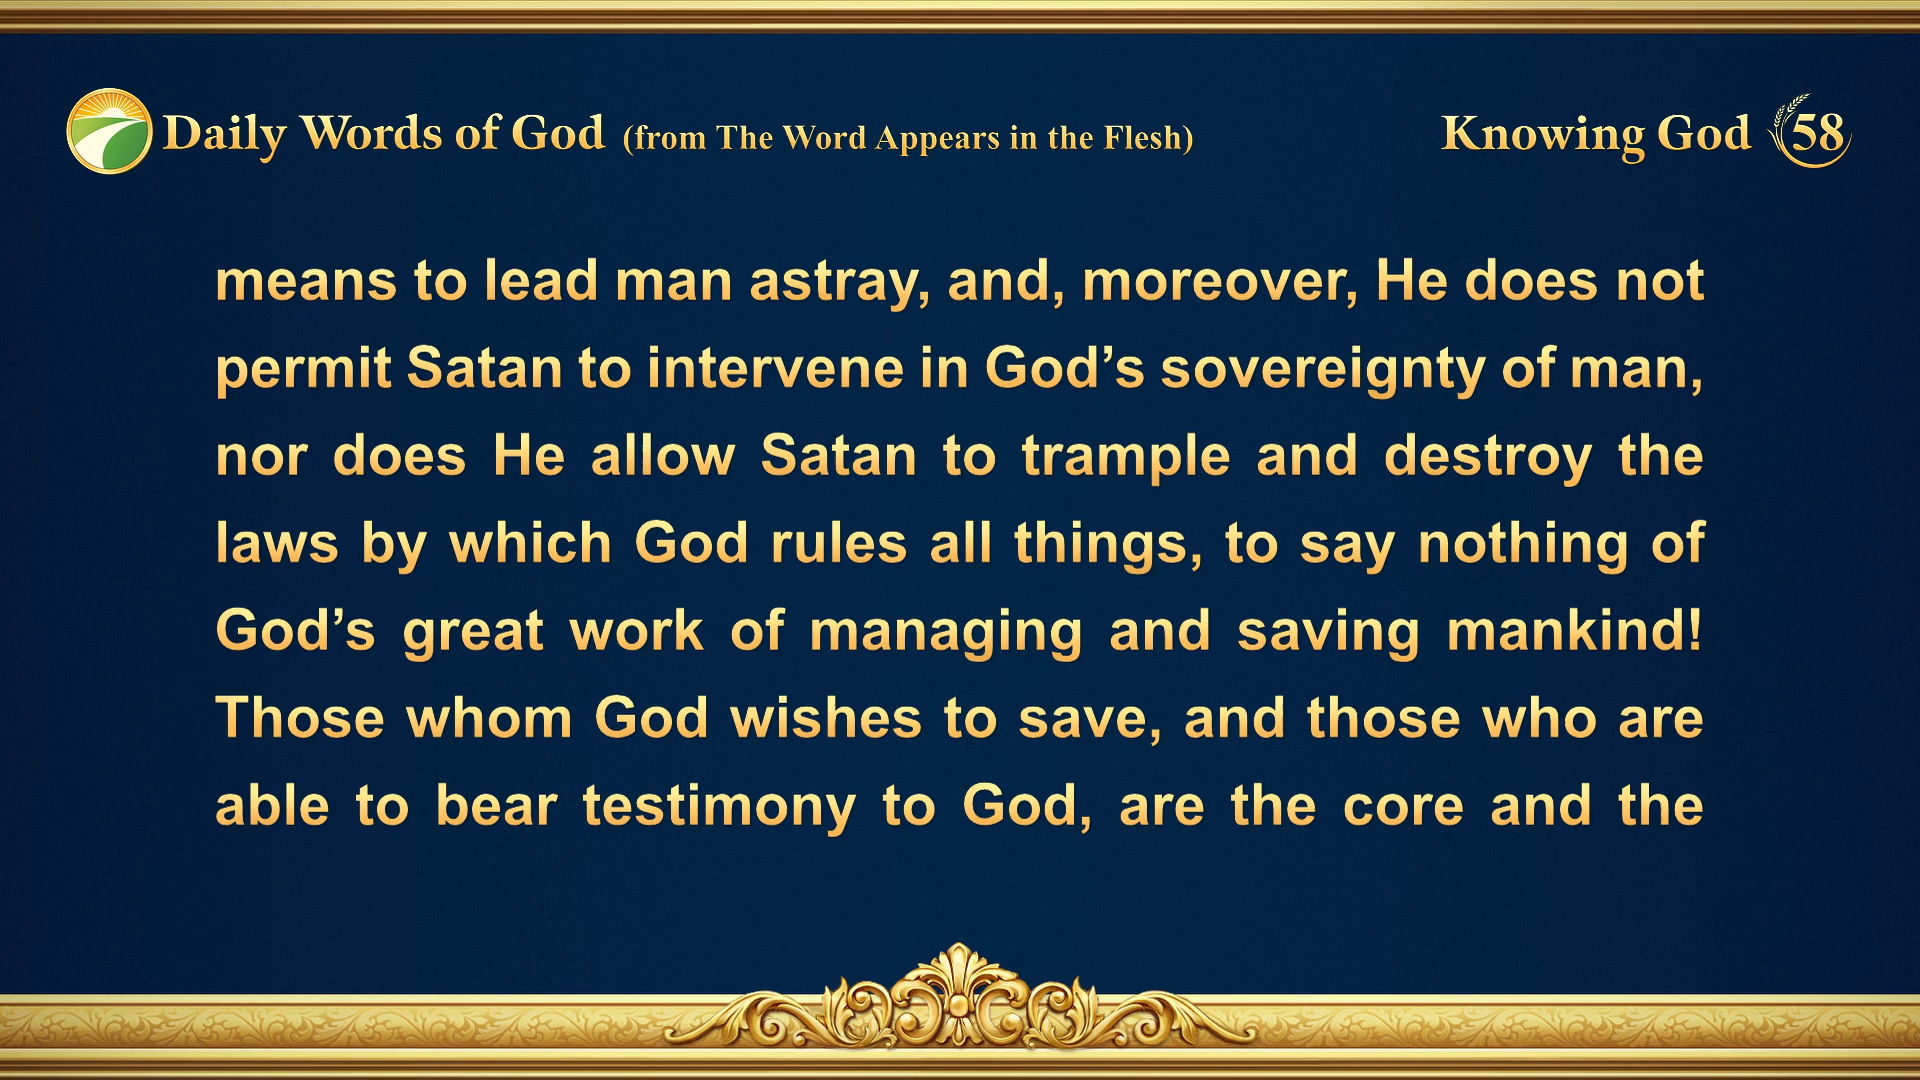 Daily Words of God (from The Word Appears in the Flesh)
Knowing God 58
means to lead man astray, and, moreover, He does not
permit Satan to intervene in God’s sovereignty of man,
nor does He allow Satan to trample and destroy the
laws by which God rules all things, to say nothing of
God’s great work of managing and saving mankind!
Those whom God wishes to save, and those who are
able to bear testimony to God, are the core and the